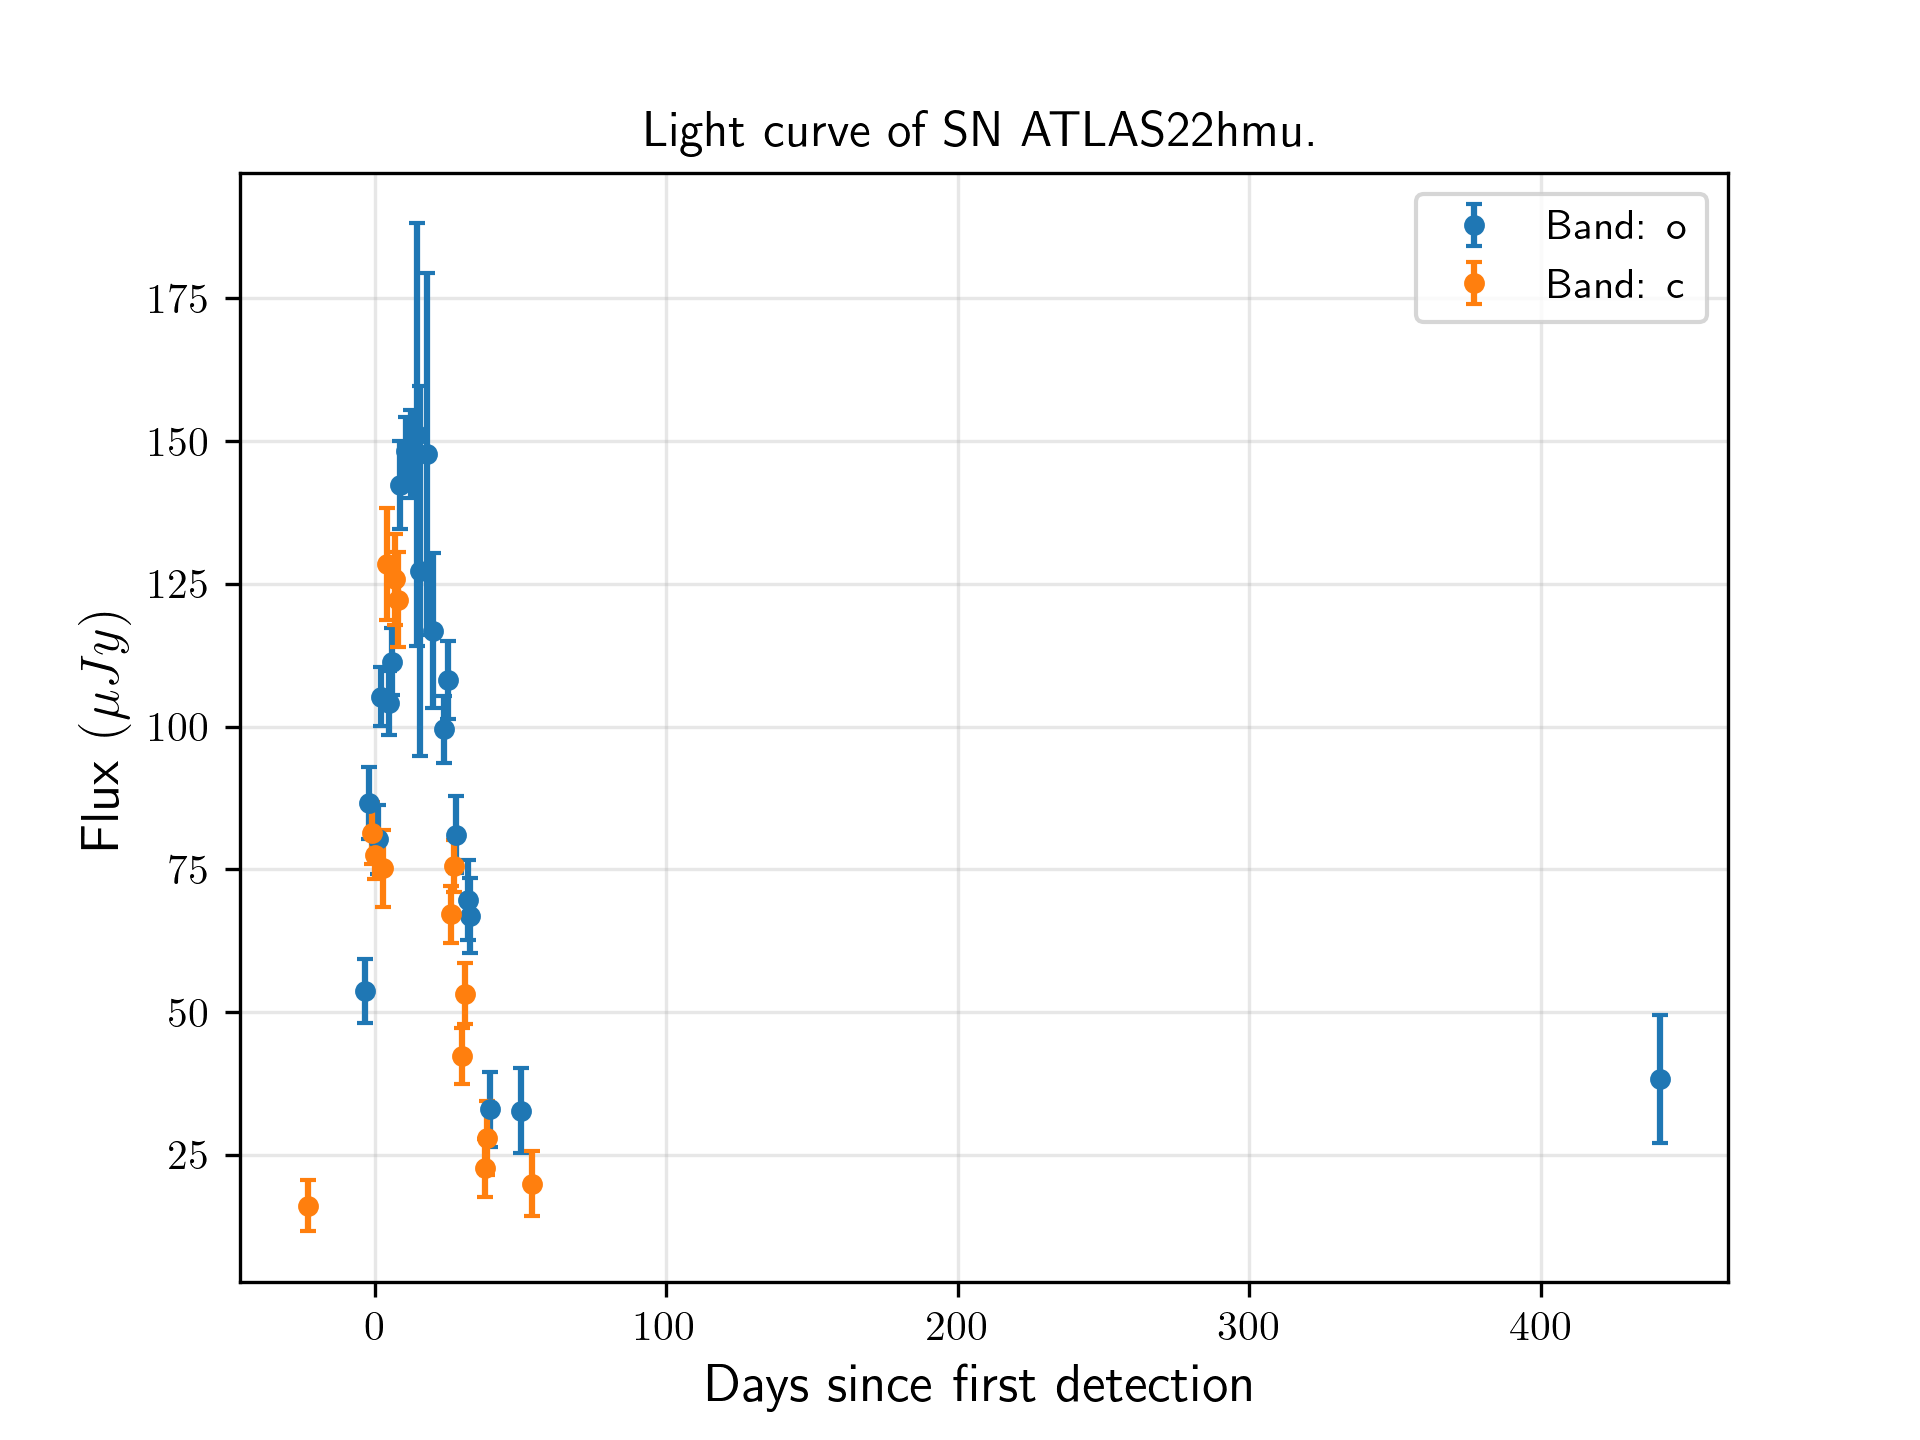 Light curve of SN ATLAS22hmu.
Band: o
Band: c
175
150
125
100
75
50
25
Flux (μJy)
0 100 200 300 400
Days since first detection